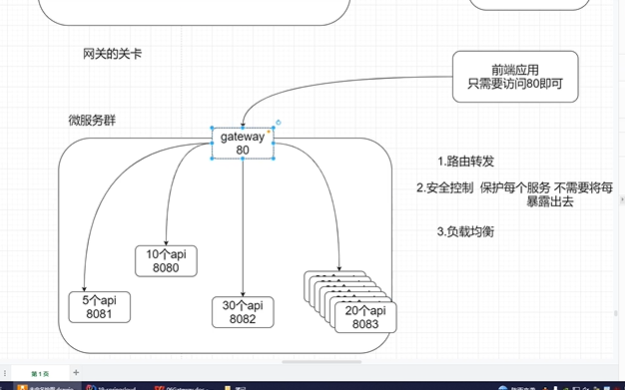 网关的关卡
前端应用
只需要访问80即可
微服务群
gateway
80
1.路由转发
2.安全控制 保护每个服务 不需要将每
暴露出去
3.负载均衡
10个api
8080
5个api
8081
30个api
8082
20个api
8083
第1页